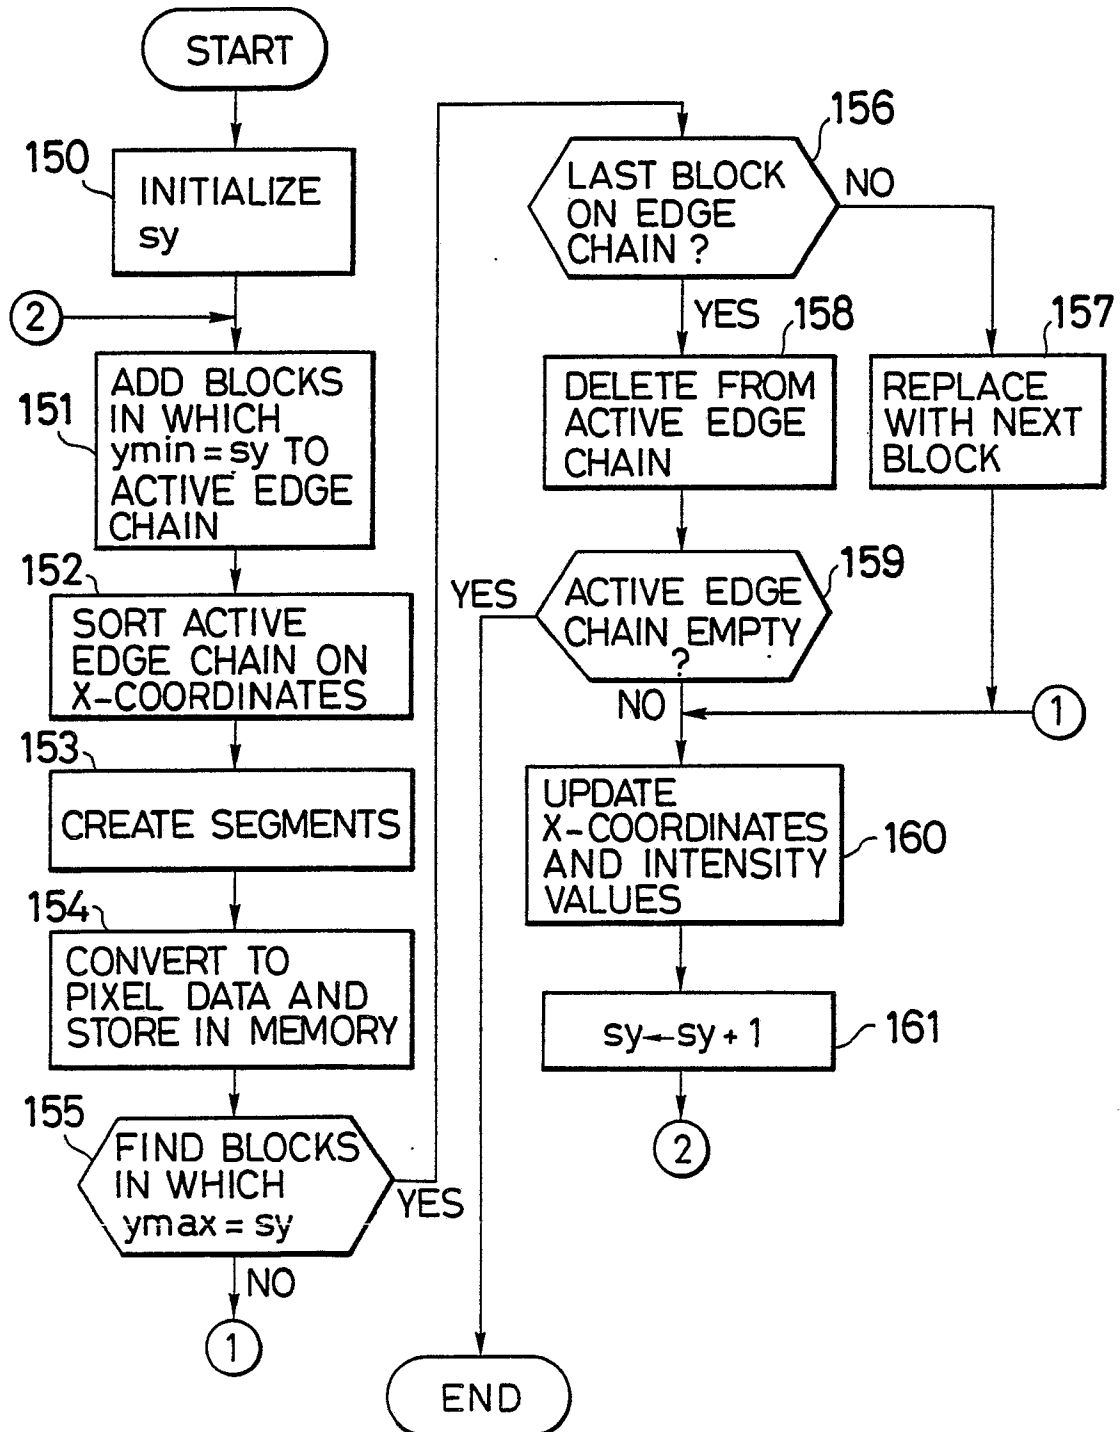 START
150
INITIALIZE
sy
2
151
ADD BLOCKS
IN WHICH
ymin = sy TO
ACTIVE EDGE
CHAIN
152
SORT ACTIVE
EDGE CHAIN ON
X-COORDINATES
153
CREATE SEGMENTS
154
CONVERT TO
PIXEL DATA AND
STORE IN MEMORY
155
FIND BLOCKS
IN WHICH
ymax = sy
YES
NO
1
156
LAST BLOCK
ON EDGE
CHAIN ?
NO
YES
158
DELETE FROM
ACTIVE EDGE
CHAIN
157
REPLACE
WITH NEXT
BLOCK
159
YES
ACTIVE EDGE
CHAIN EMPTY
?
NO
1
UPDATE
X-COORDINATES
AND INTENSITY
VALUES
160
sy←sy + 1
161
2
END